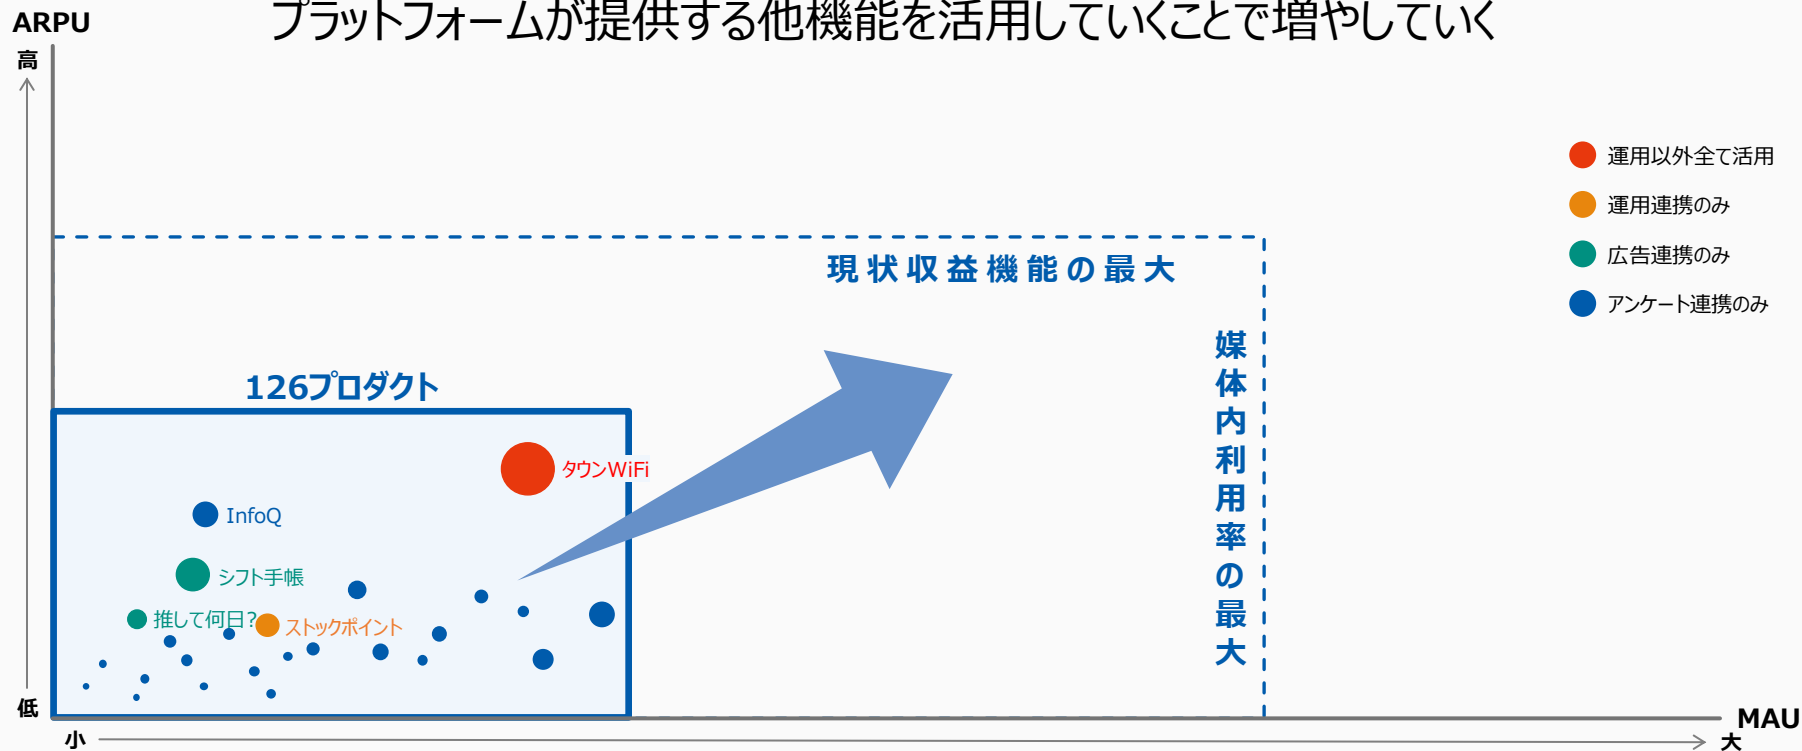 プラットフォームが提供する他機能を活用していくことで増やしていく
ARPU
高
運用以外全て活用
運用連携のみ
広告連携のみ
アンケート連携のみ
現状収益機能の最大
媒体内利用率の最大
126プロダクト
タウンWiFi
InfoQ
シフト手帳
推して何日?
ストックポイント
低
小
大
MAU